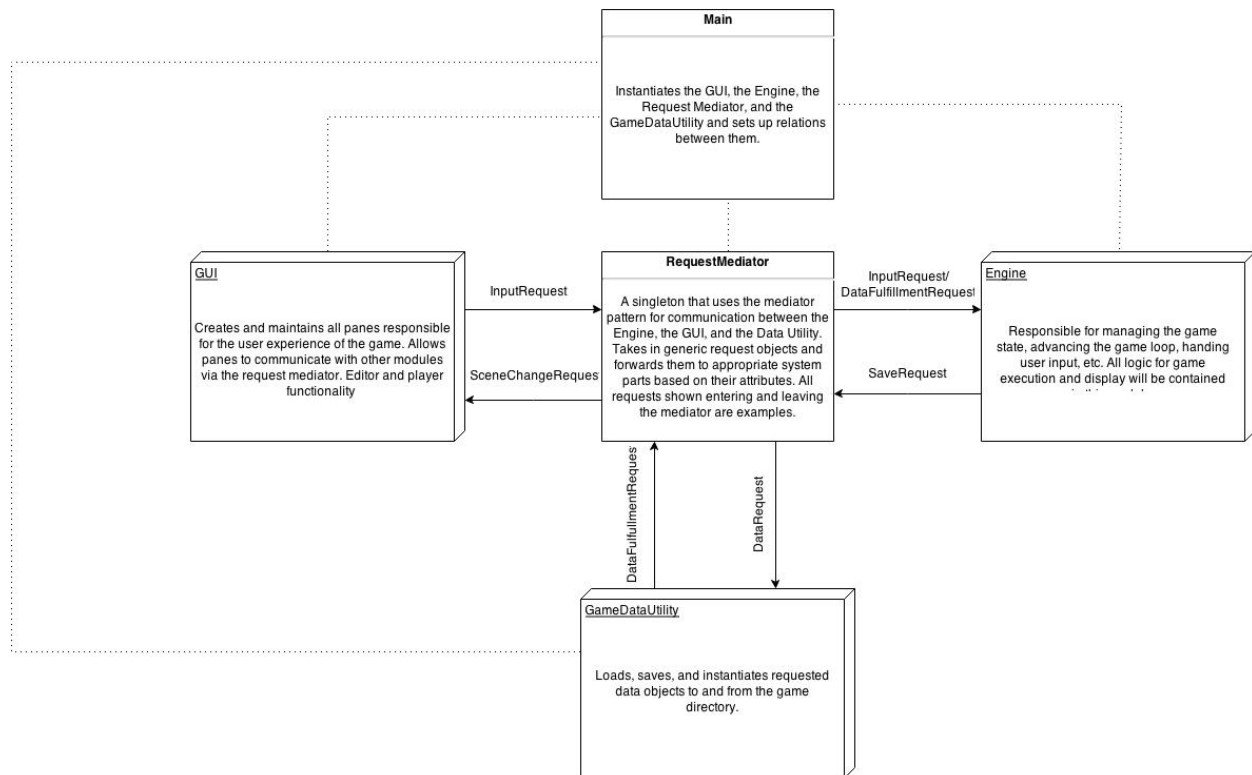 Main
Instantiates the GUI, the Engine, the
Request Mediator, and the
GameDataUtility and sets up relations
between them.
GUI
Creates and maintains all panes responsible
for the user experience of the game. Allows
panes to communicate with other modules
via the request mediator. Editor and player
functionality
InputRequest
SceneChangeRequest
RequestMediator
A singleton that uses the mediator
pattern for communication between the
Engine, the GUI, and the Data Utility.
Takes in generic request objects and
forwards them to appropriate system
parts based on their attributes. All
requests shown entering and leaving
the mediator are examples.
InputRequest/
DataFulfillmentRequest
SaveRequest
Engine
Responsible for managing the game
state, advancing the game loop, handing
user input, etc. All logic for game
execution and display will be contained
DataFulfullmentReques
DataRequest
GameDataUtility
Loads, saves, and instantiates requested
data objects to and from the game
directory.